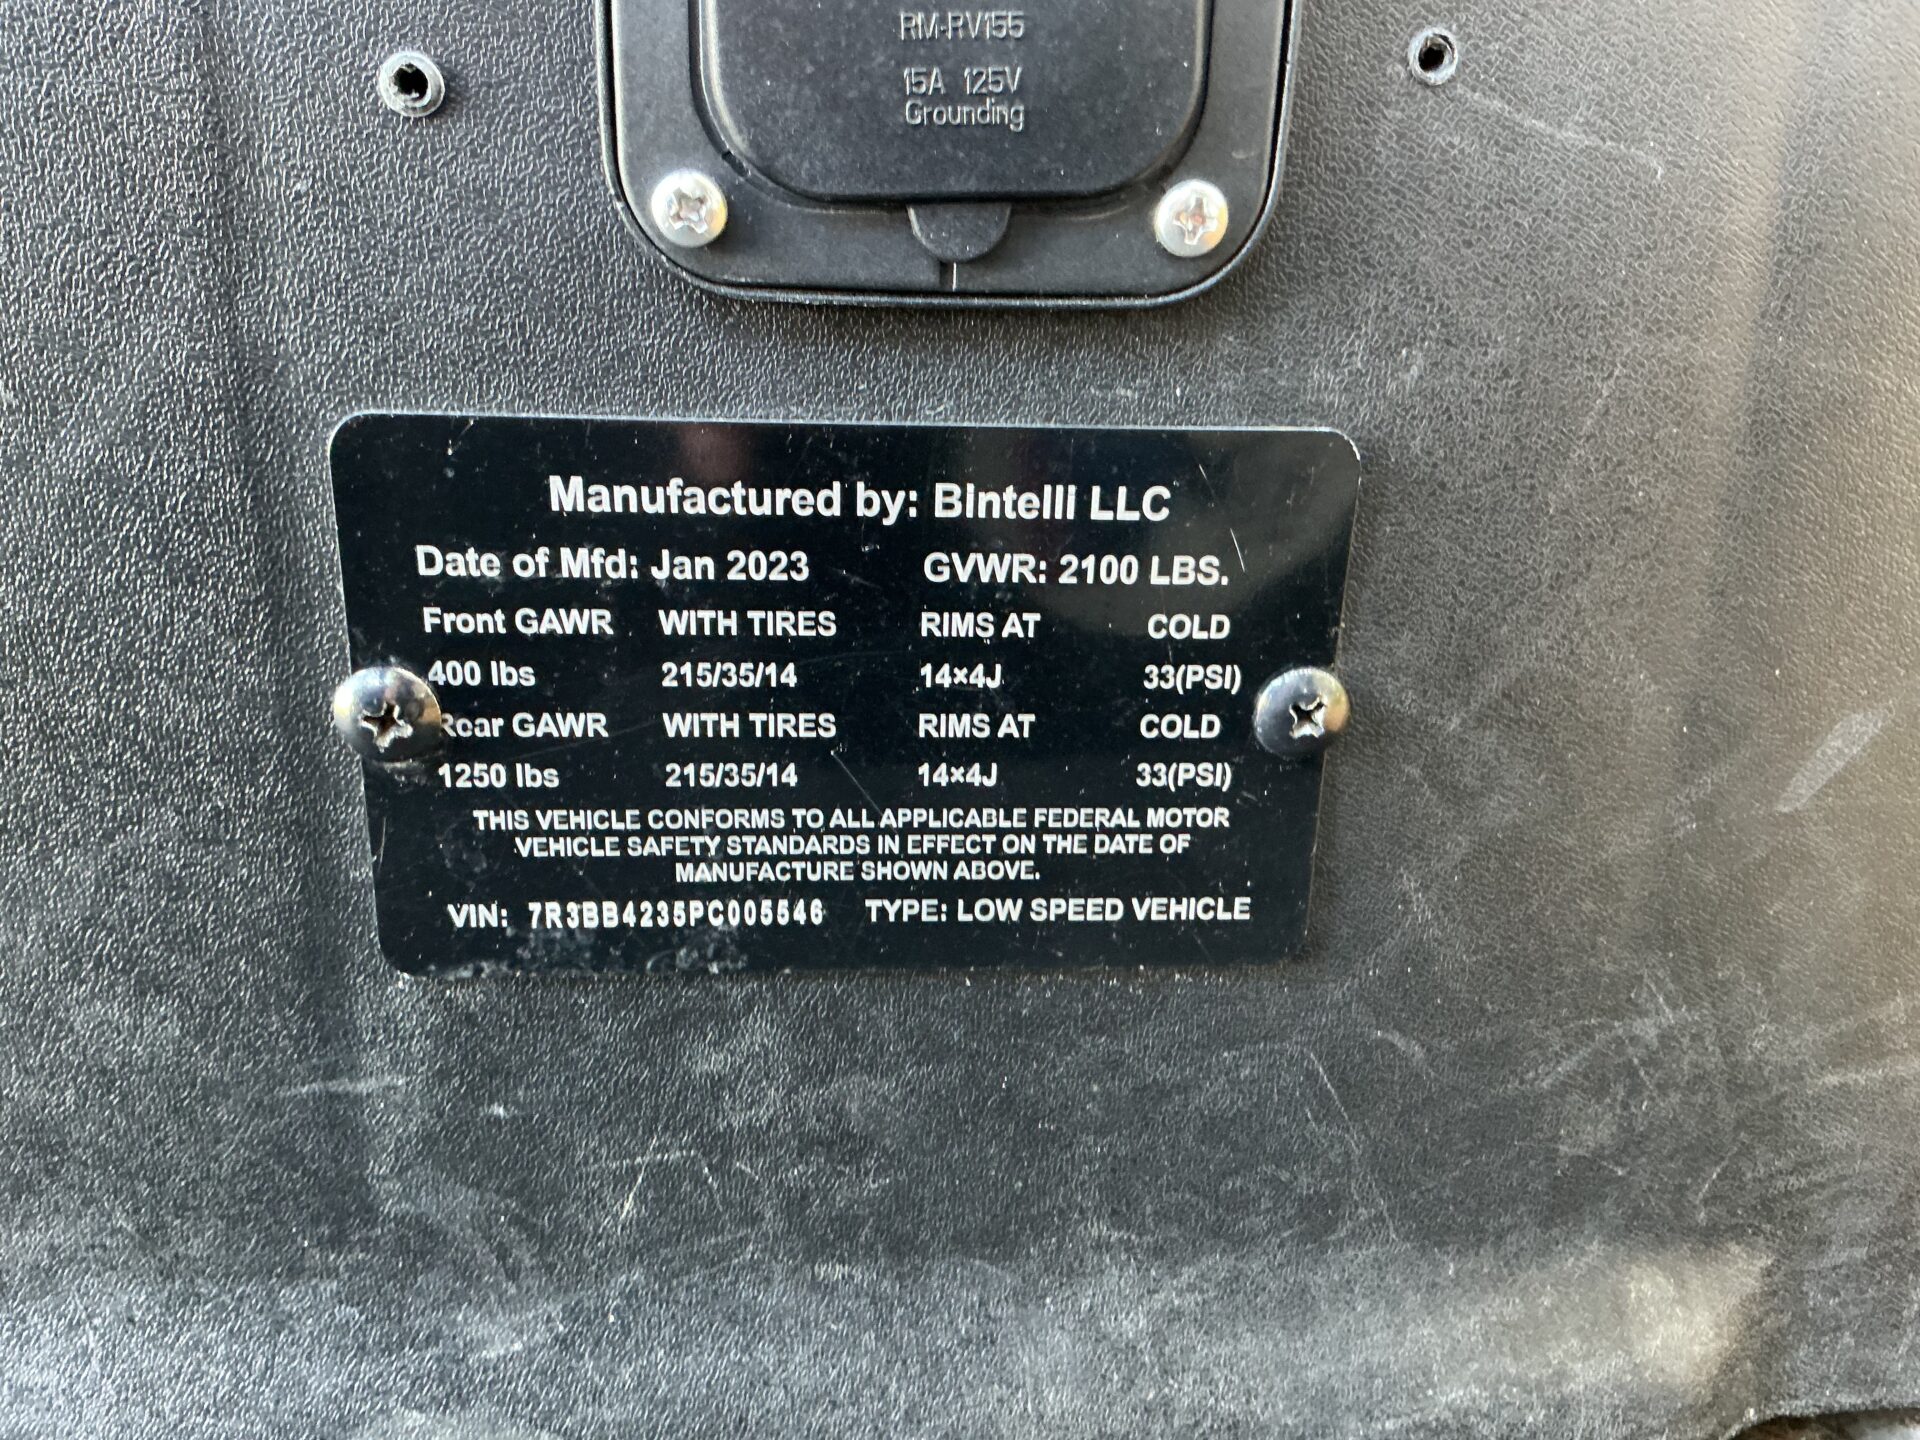 RM-RV155
15A 125V
Grounding
Manufactured by: Bintelli LLC
Date of Mfd: Jan 2023 GVWR: 2100 LBS.
Front GAWR WITH TIRES RIMS AT COLD
400 lbs 215/35/14 14×4J 33(PSI)
Rear GAWR WITH TIRES RIMS AT COLD
1250 lbs 215/35/14 14×4J 33(PSI)
THIS VEHICLE CONFORMS TO ALL APPLICABLE FEDERAL MOTOR
VEHICLE SAFETY STANDARDS IN EFFECT ON THE DATE OF
MANUFACTURE SHOWN ABOVE.
VIN: 7R3BB4235PC005546 TYPE: LOW SPEED VEHICLE